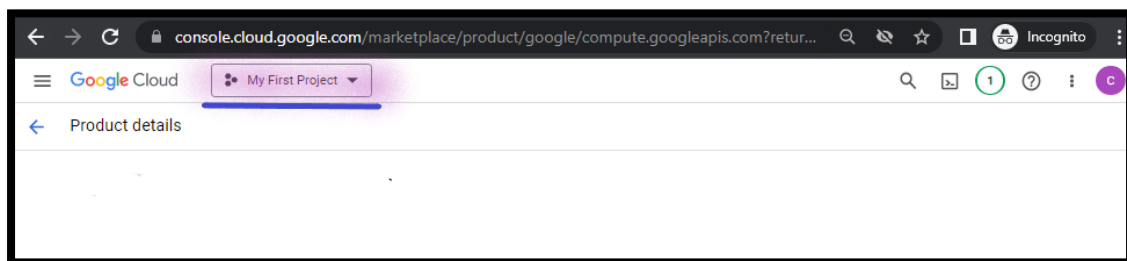 console.cloud.google.com/marketplace/product/google/compute.googleapis.com?retur... Incognito
Google Cloud My First Project 1 C
Product details